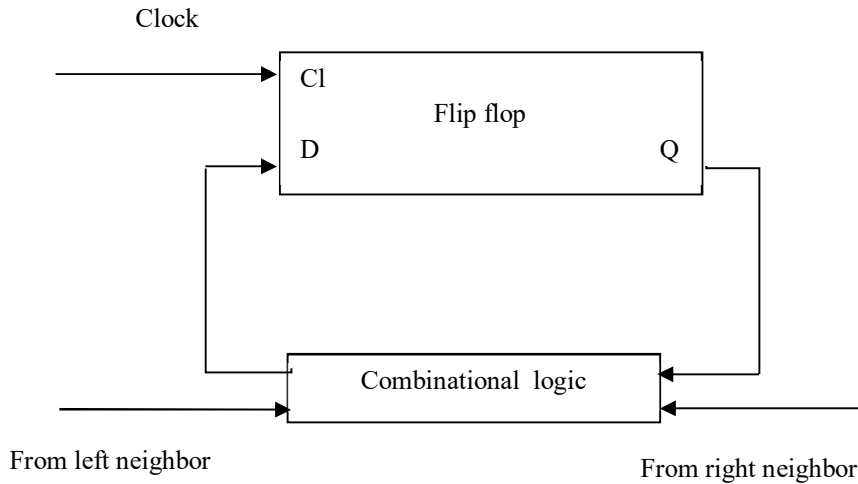 Clock
Cl
Flip flop
D
Q
Combinational logic
From left neighbor
From right neighbor